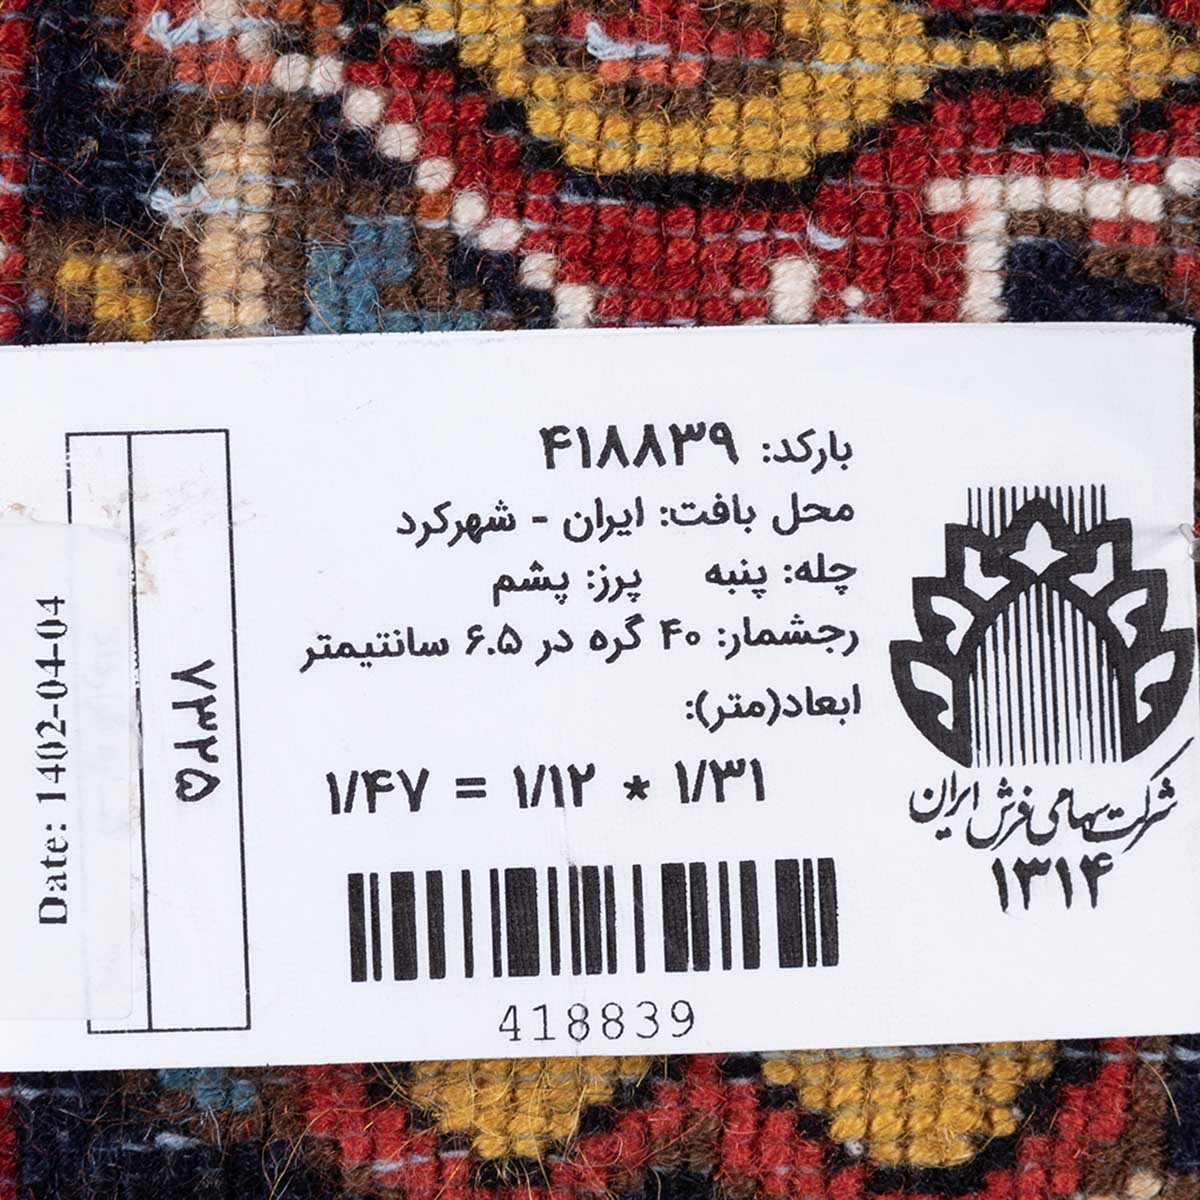 بارکد: ۴۱۸۸۳۹
محل بافت: ایران - شهرکرد
چله: پنبه پرز: پشم
رجشمار: ۴۰ گره در ۶.۵ سانتیمتر
ابعاد(متر):
۱/۴۷ = ۱/۱۲ * ۱/۳۱
418839
شرکت سهامی فرش ایران
۱۳۱۴
۷۳۲۵
Date: 1402-04-04